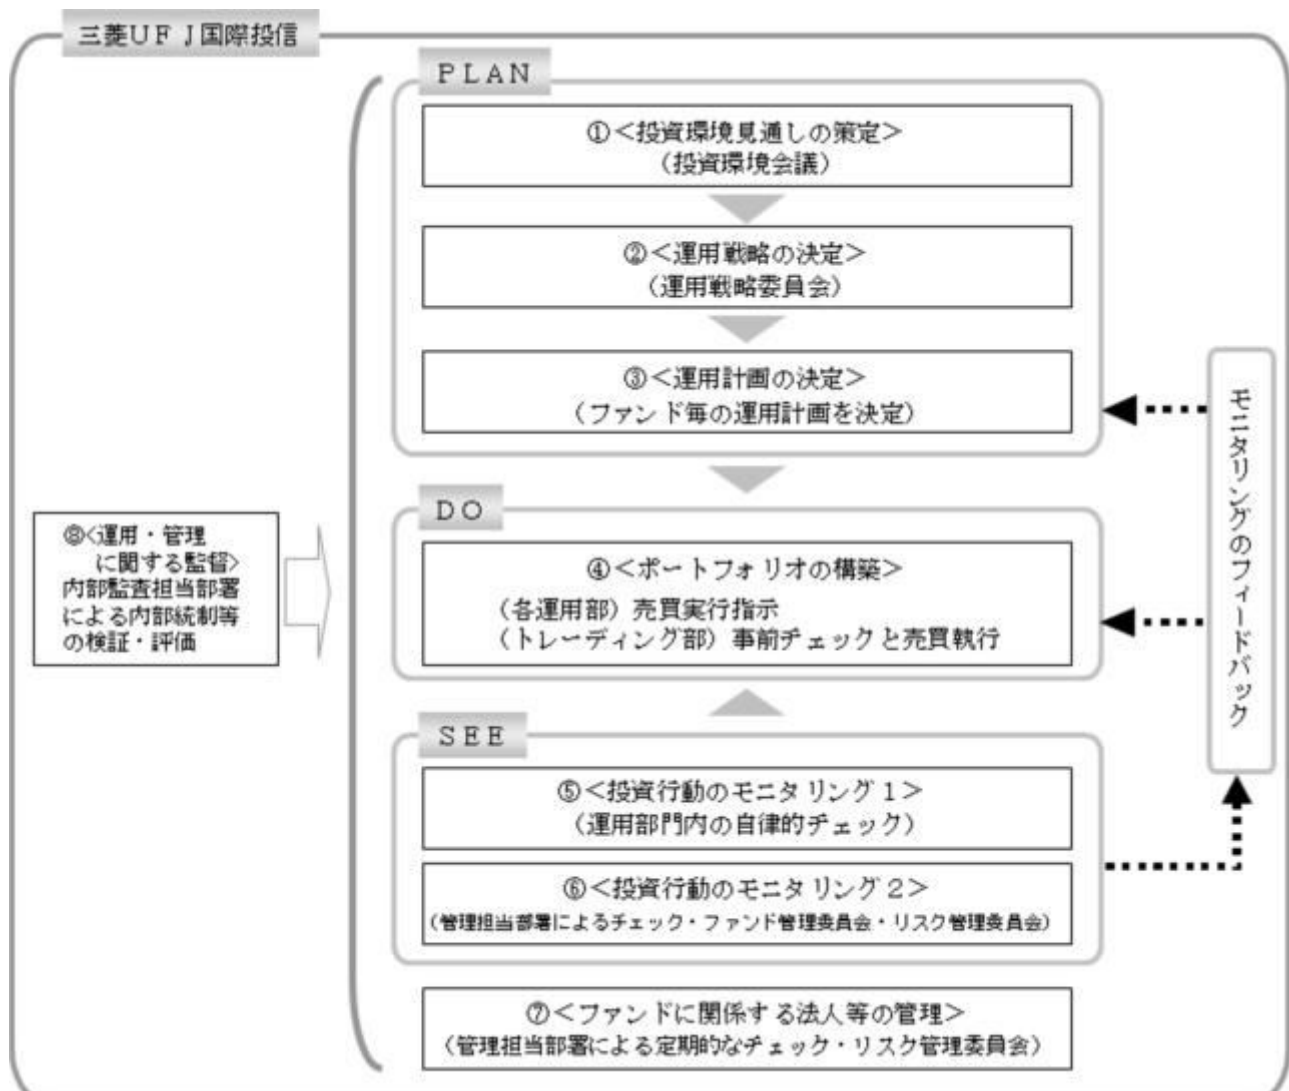 三菱ＵＦＪ国際投信
ＰＬＡＮ
①＜投資環境見通しの策定＞
（投資環境会議）
②＜運用戦略の決定＞
（運用戦略委員会）
③＜運用計画の決定＞
（ファンド毎の運用計画を決定）
ＤＯ
④＜ポートフォリオの構築＞
（各運用部）売買実行指示
（トレーディング部）事前チェックと売買執行
ＳＥＥ
⑤＜投資行動のモニタリング１＞
（運用部門内の自律的チェック）
⑥＜投資行動のモニタリング２＞
（管理担当部署によるチェック・ファンド管理委員会・リスク管理委員会）
⑦＜ファンドに関係する法人等の管理＞
（管理担当部署による定期的なチェック・リスク管理委員会）
⑧＜運用・管理
に関する監督＞
内部監査担当部署
による内部統制等
の検証・評価
モニタリングのフィードバック